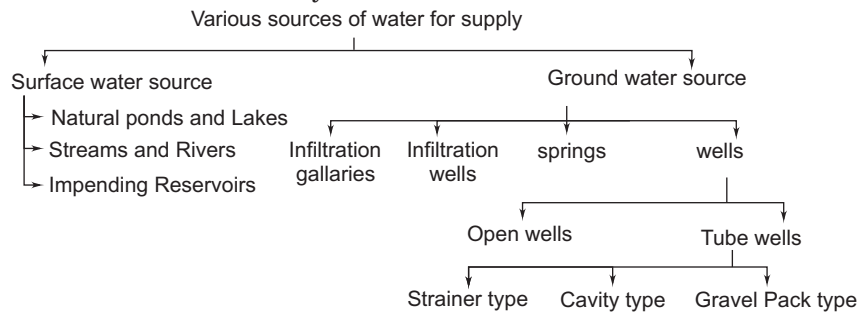 Various sources of water for supply
Surface water source
Natural ponds and Lakes
Streams and Rivers
Impending Reservoirs
Ground water source
Infiltration
gallaries
Infiltration
wells
springs
wells
Open wells
Tube wells
Strainer type
Cavity type
Gravel Pack type